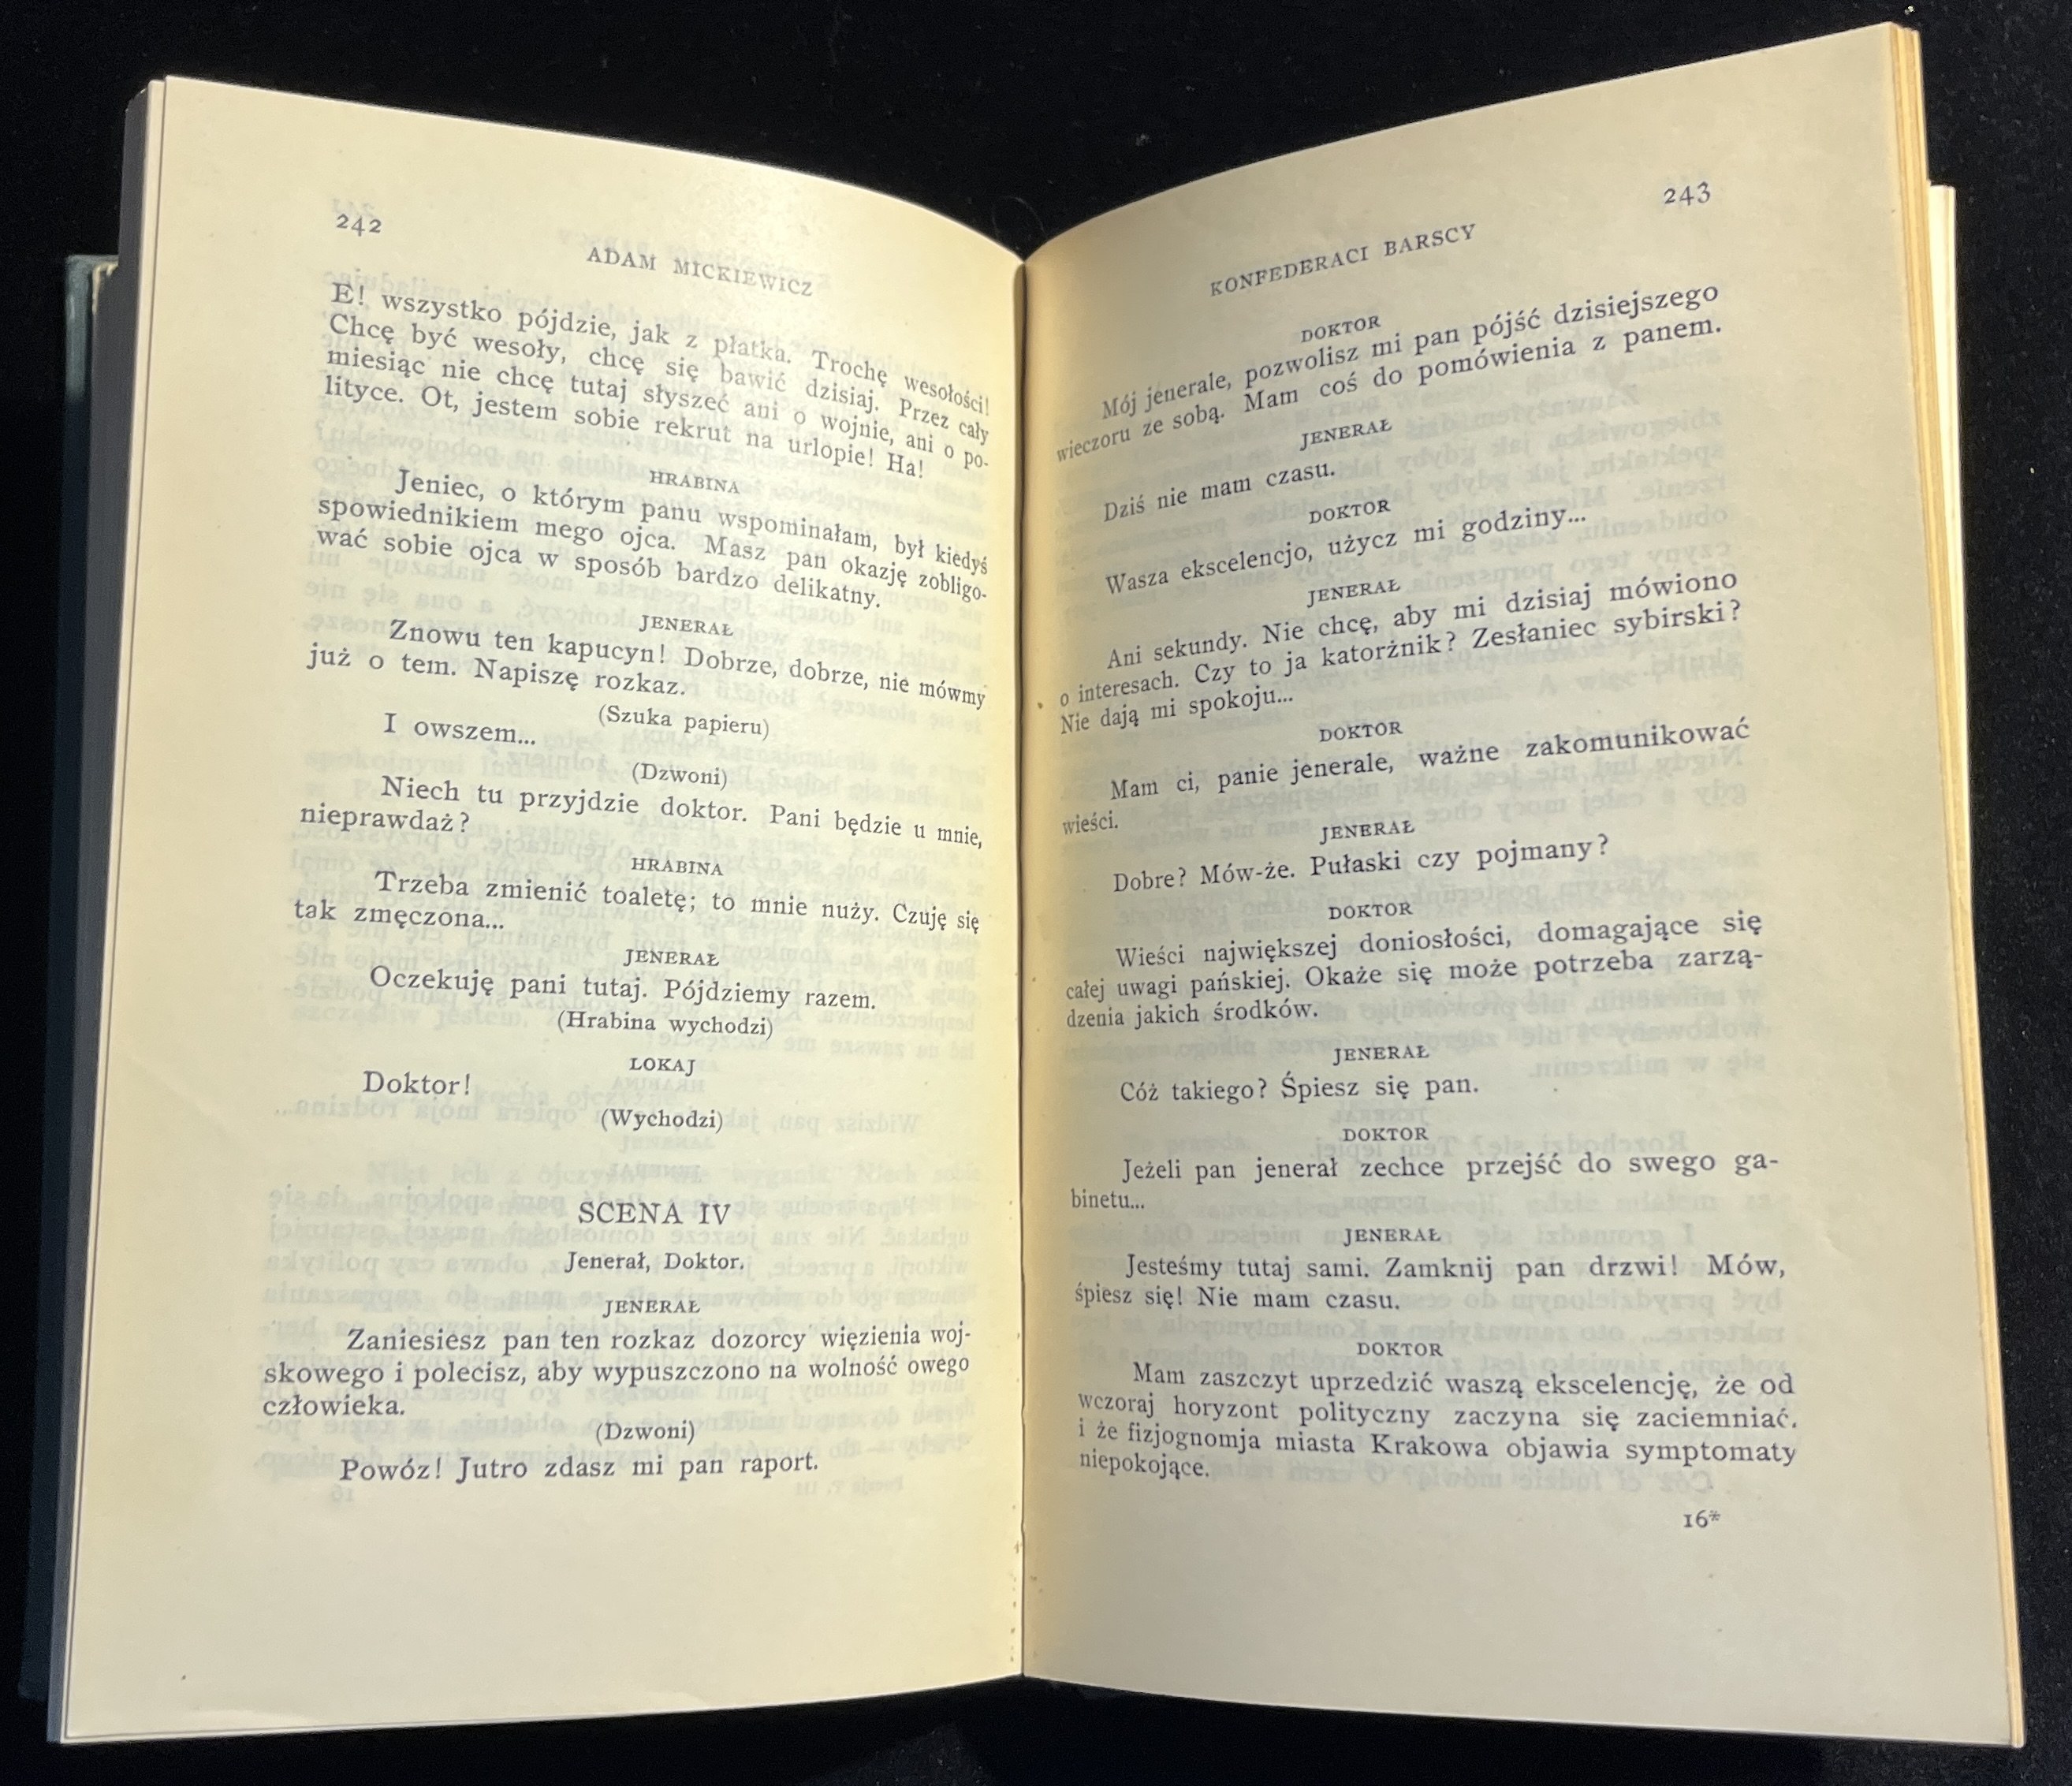 242
ADAM MICKIEWICZ
E! wszystko pójdzie, jak z płatka. Trochę wesołości!
Chcę być wesoły, chcę się bawić dzisiaj. Przez cały
miesiąc nie chcę tutaj słyszeć ani o wojnie, ani o po-
lityce. Ot, jestem sobie rekrut na urlopie! Ha!
HRABINA
Jeniec, o którym panu wspominałam, był kiedyś
spowiednikiem mego ojca. Masz pan okazję zobligo-
wać sobie ojca w sposób bardzo delikatny.
JENERAŁ
Znowu ten kapucyn! Dobrze, dobrze, nie mówmy
już o tem. Napiszę rozkaz.
(Szuka papieru)
I owszem...
(Dzwoni)
Niech tu przyjdzie doktor. Pani będzie u mnie,
nieprawdaż?
HRABINA
Trzeba zmienić toaletę; to mnie nuży. Czuję się
tak zmęczona...
JENERAŁ
Oczekuję pani tutaj. Pójdziemy razem.
(Hrabina wychodzi)
LOKAJ
Doktor!
(Wychodzi)
SCENA IV
Jenerał, Doktor.
JENERAŁ
Zaniesiesz pan ten rozkaz dozorcy więzienia woj-
skowego i polecisz, aby wypuszczono na wolność owego
człowieka.
(Dzwoni)
Powóz! Jutro zdasz mi pan raport.
243
KONFEDERACI BARSCY
DOKTOR
Mój jenerale, pozwolisz mi pan pójść dzisiejszego
wieczoru ze sobą. Mam coś do pomówienia z panem.
JENERAŁ
Dziś nie mam czasu.
DOKTOR
Wasza ekscelencjo, użycz mi godziny...
JENERAŁ
Ani sekundy. Nie chcę, aby mi dzisiaj mówiono
o interesach. Czy to ja katorżnik? Zesłaniec sybirski?
Nie dają mi spokoju...
DOKTOR
Mam ci, panie jenerale, ważne zakomunikować
wieści.
JENERAŁ
Dobre? Mów-że. Pułaski czy pojmany?
DOKTOR
Wieści największej doniosłości, domagające się
całej uwagi pańskiej. Okaże się może potrzeba zarzą-
dzenia jakich środków.
JENERAŁ
Cóż takiego? Śpiesz się pan.
DOKTOR
Jeżeli pan jenerał zechce przejść do swego ga-
binetu...
JENERAŁ
Jesteśmy tutaj sami. Zamknij pan drzwi! Mów,
śpiesz się! Nie mam czasu.
DOKTOR
Mam zaszczyt uprzedzić waszą ekscelencję, że od
wczoraj horyzont polityczny zaczyna się zaciemniać.
i że fizjognomja miasta Krakowa objawia symptomaty
niepokojące.
16*